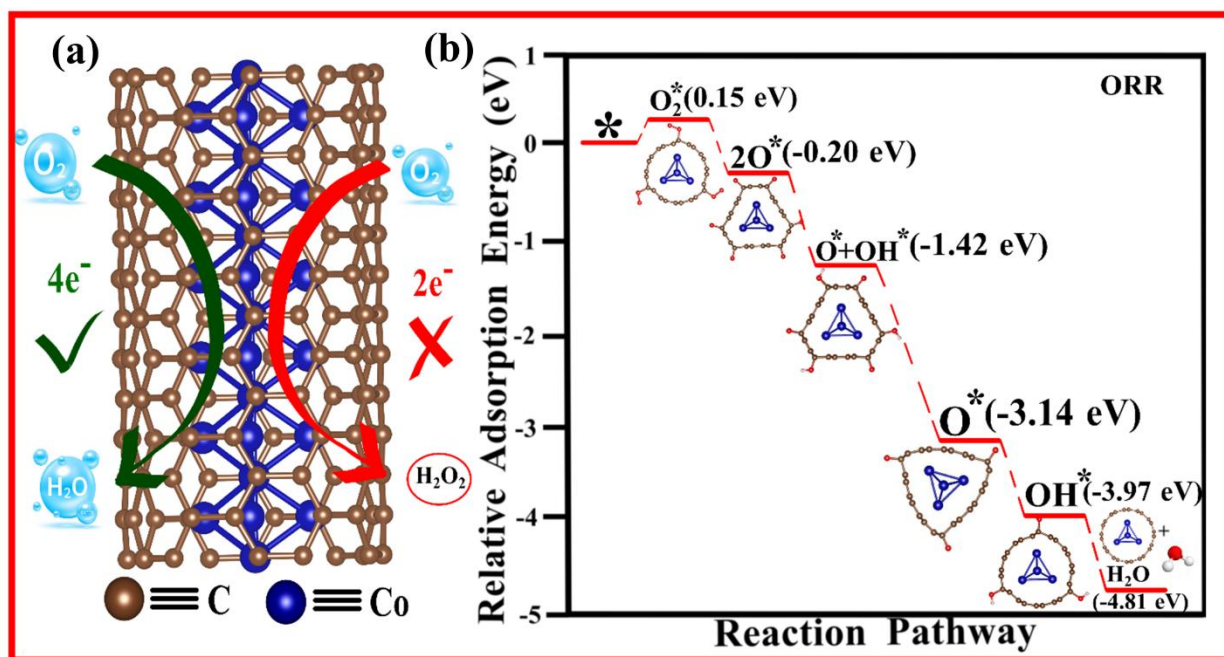 (a)
O₂
O₂
4e⁻
2e⁻
H₂O
H₂O₂
C
Co
(b)
Relative Adsorption Energy (eV)
1
0
-1
-2
-3
-4
-5
ORR
*
O₂*(0.15 eV)
2O*(-0.20 eV)
O*+OH*(-1.42 eV)
O*(-3.14 eV)
OH*(-3.97 eV)
+
H₂O
(-4.81 eV)
Reaction Pathway